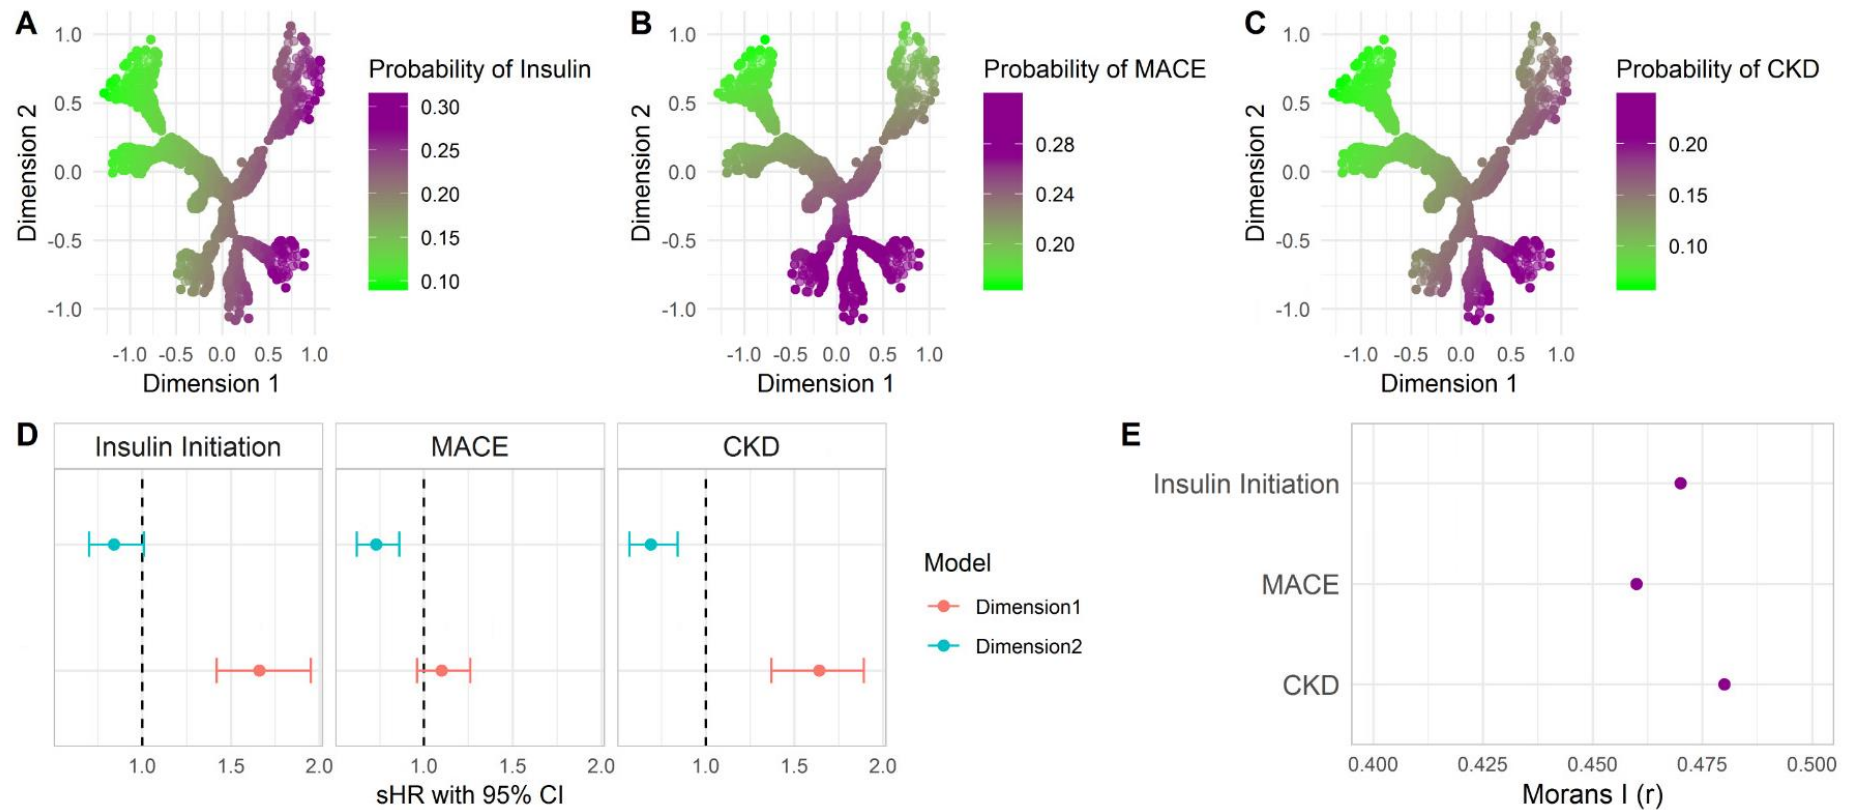 A
Probability of Insulin
0.30
0.25
0.20
0.15
0.10
1.0
0.5
0.0
-0.5
-1.0
Dimension 2
-1.0 -0.5 0.0 0.5 1.0
Dimension 1
B
Probability of MACE
0.28
0.24
0.20
1.0
0.5
0.0
-0.5
-1.0
Dimension 2
-1.0 -0.5 0.0 0.5 1.0
Dimension 1
C
Probability of CKD
0.20
0.15
0.10
1.0
0.5
0.0
-0.5
-1.0
Dimension 2
-1.0 -0.5 0.0 0.5 1.0
Dimension 1
D
Insulin Initiation
MACE
CKD
1.0 1.5 2.0
1.0 1.5 2.0
1.0 1.5 2.0
sHR with 95% CI
Model
Dimension1
Dimension2
E
Insulin Initiation
MACE
CKD
0.400 0.425 0.450 0.475 0.500
Morans I (r)